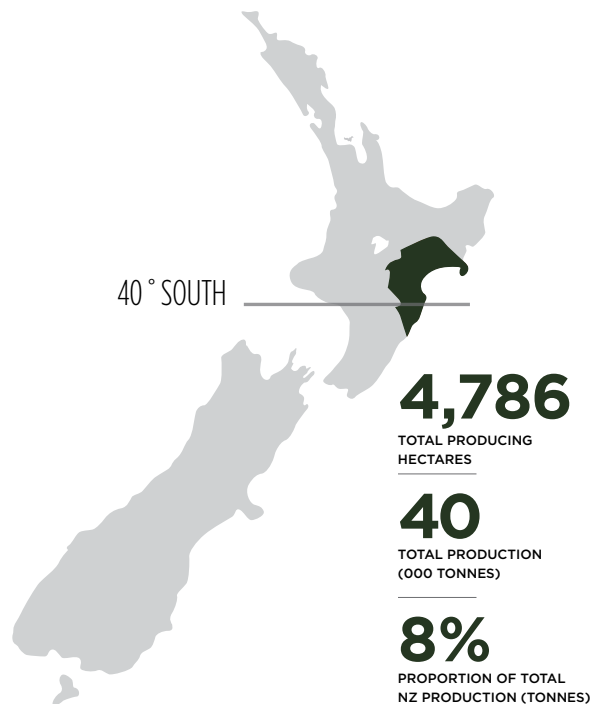 40° SOUTH
4,786
TOTAL PRODUCING
HECTARES
40
TOTAL PRODUCTION
(000 TONNES)
8%
PROPORTION OF TOTAL
NZ PRODUCTION (TONNES)